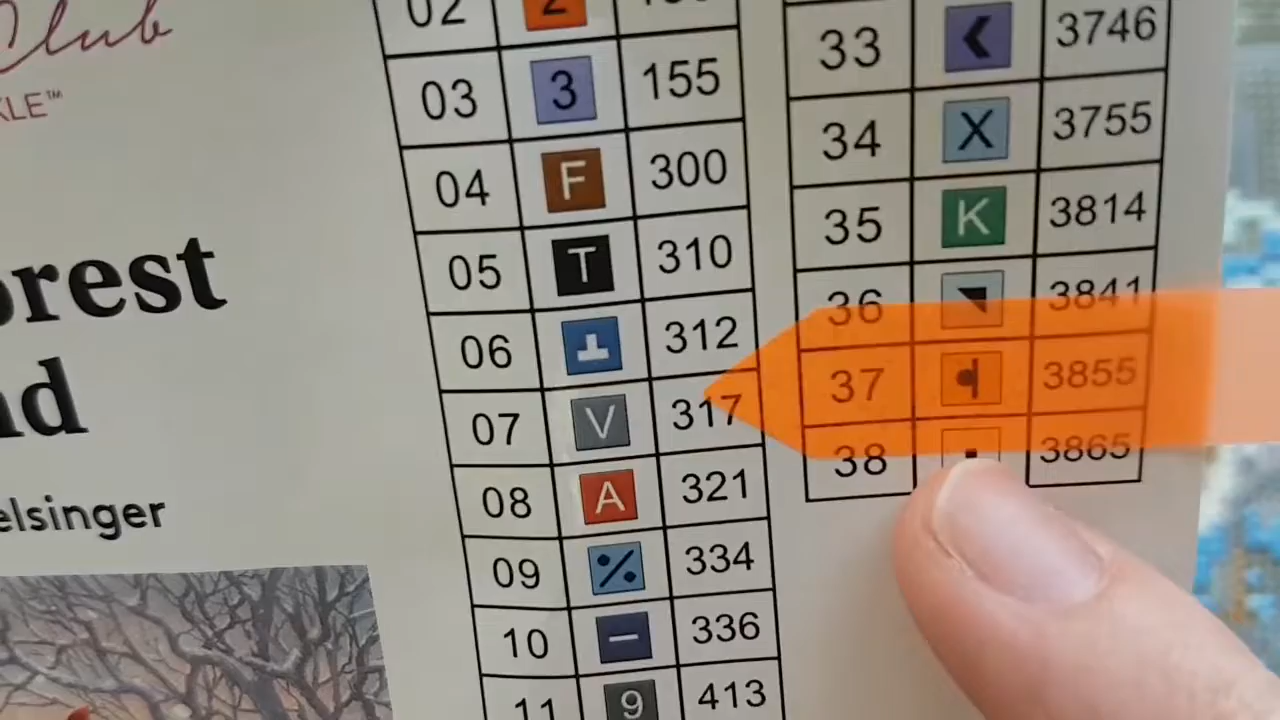 Club
KLE™
orest
nd
elsinger
02 2
03 3 155
04 F 300
05 T 310
06 ┴ 312
07 V 317
08 A 321
09 % 334
10 − 336
11 9 413
33 ❮ 3746
34 X 3755
35 K 3814
36 ◥ 3841
37 3855
38 ▪ 3865